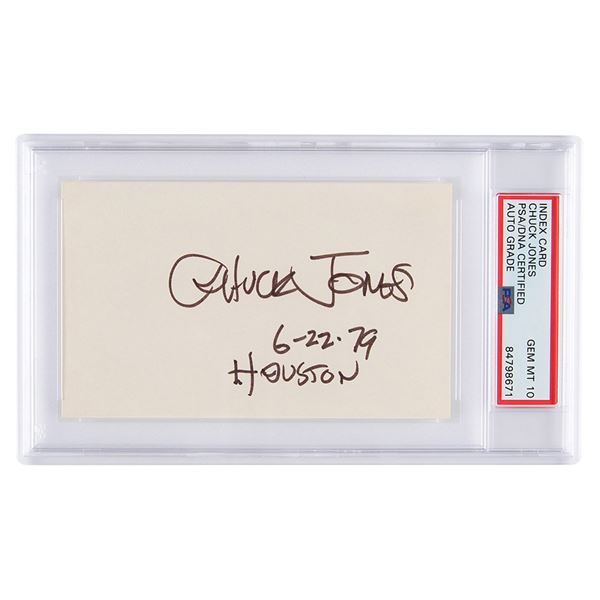 CHUCK JONES
6-22-79
HOUSTON
INDEX CARD
CHUCK JONES
PSA/DNA CERTIFIED
AUTO GRADE
PSA
GEM MT 10
84798671